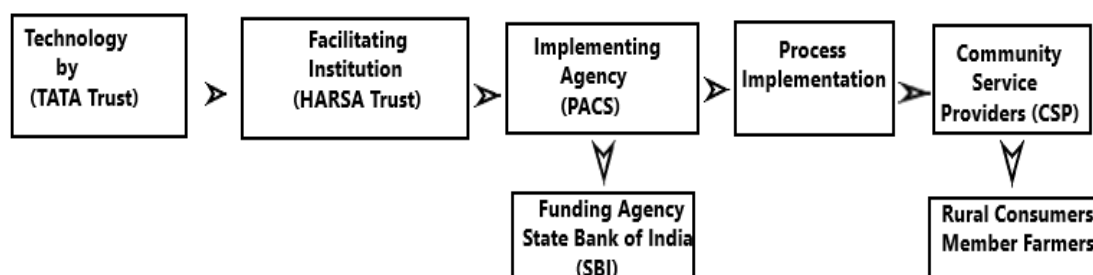 Technology
by
(TATA Trust)
Facilitating
Institution
(HARSA Trust)
Implementing
Agency
(PACS)
Process
Implementation
Community
Service
Providers (CSP)
Funding Agency
State Bank of India
(SBI)
Rural Consumers
Member Farmers